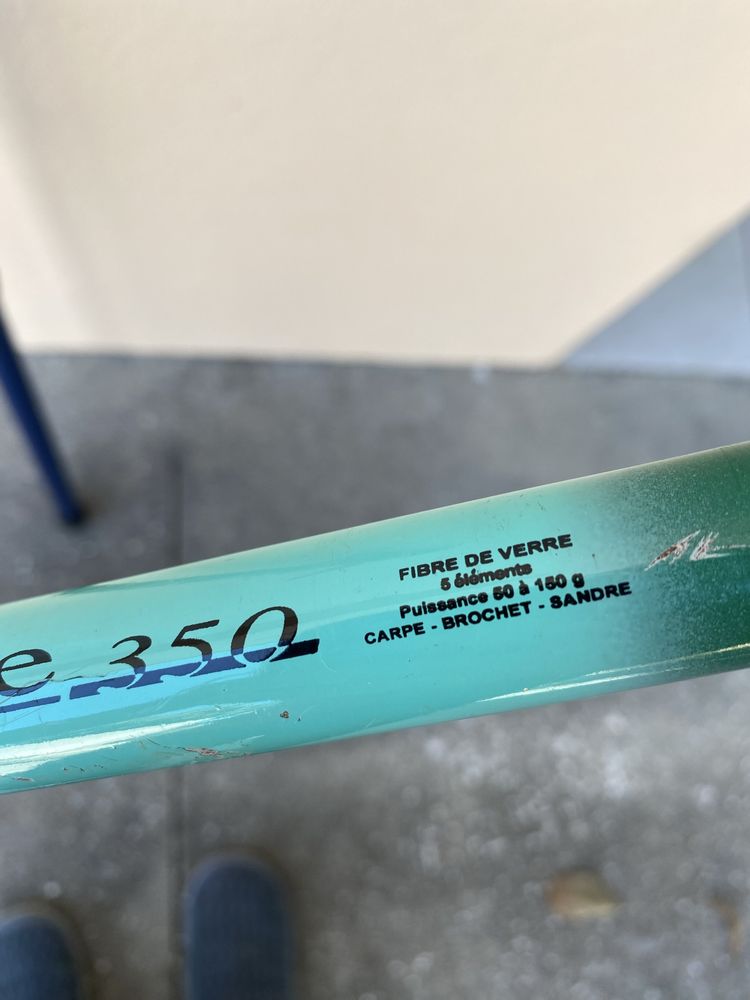 e 350
FIBRE DE VERRE
5 éléments
Puissance 50 à 150 g
CARPE - BROCHET - SANDRE